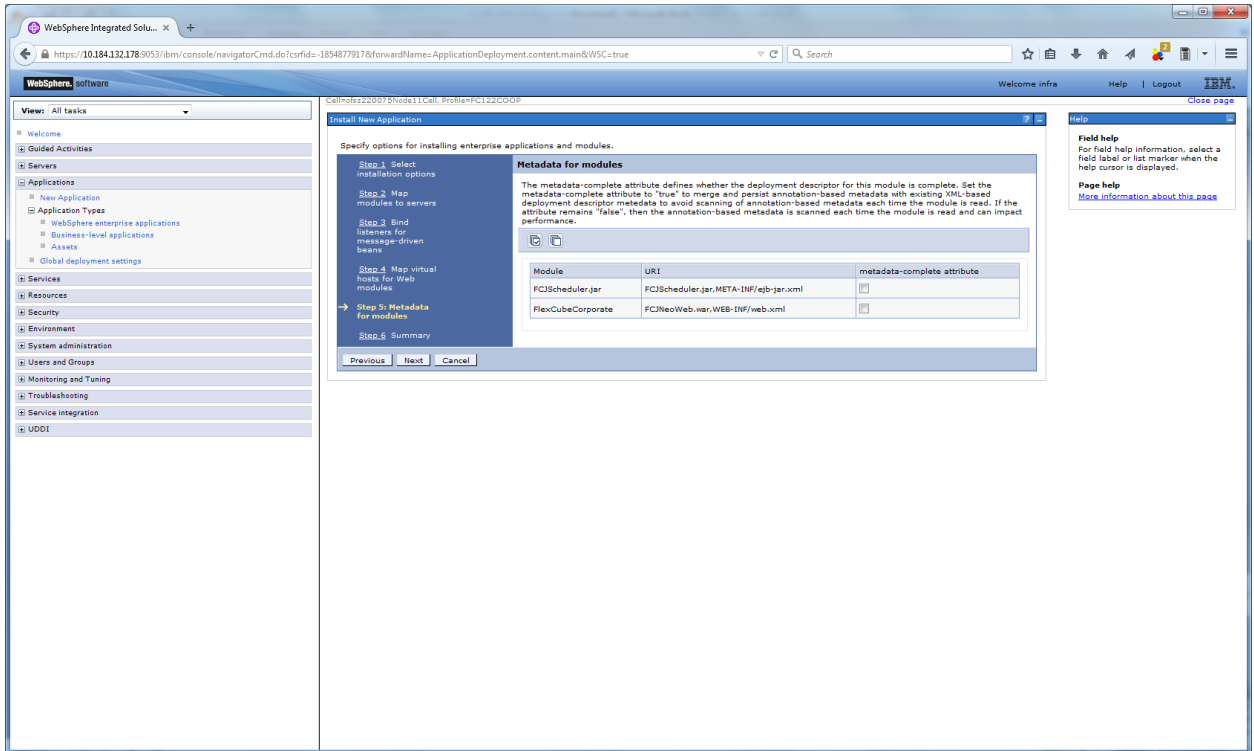 WebSphere Integrated Solu...
https://10.184.132.178:9053/ibm/console/navigatorCmd.do?csrfid=-1854877917&forwardName=ApplicationDeployment.content.main&WSC=true
Search
2
WebSphere. software
Welcome infra
Help | Logout
IBM.
View: All tasks
Welcome
Guided Activities
Servers
Applications
New Application
Application Types
WebSphere enterprise applications
Business-level applications
Assets
Global deployment settings
Services
Resources
Security
Environment
System administration
Users and Groups
Monitoring and Tuning
Troubleshooting
Service integration
UDDI
Cell=ofss220075Node11Cell, Profile=FC122COOP
Close page
Install New Application
?
Specify options for installing enterprise applications and modules.
Step 1 Select
installation options
Step 2 Map
modules to servers
Step 3 Bind
listeners for
message-driven
beans
Step 4 Map virtual
hosts for Web
modules
Step 5: Metadata
for modules
Step 6 Summary
Metadata for modules
The metadata-complete attribute defines whether the deployment descriptor for this module is complete. Set the
metadata-complete attribute to "true" to merge and persist annotation-based metadata with existing XML-based
deployment descriptor metedata to avoid scanning of annotation-based metadata each time the module is read. If the
attribute remains "false", then the annotation-based metadata is scanned each time the module is read and can impact
performance.
Module URI metadata-complete attribute
FCJScheduler.jar FCJScheduler.jar,META-INF/ejb-jar.xml
FlexCubeCorporate FCJNeoWeb.war,WEB-INF/web.xml
Previous Next Cancel
Help
Field help
For field help information, select a
field label or list marker when the
help cursor is displayed.
Page help
More information about this page